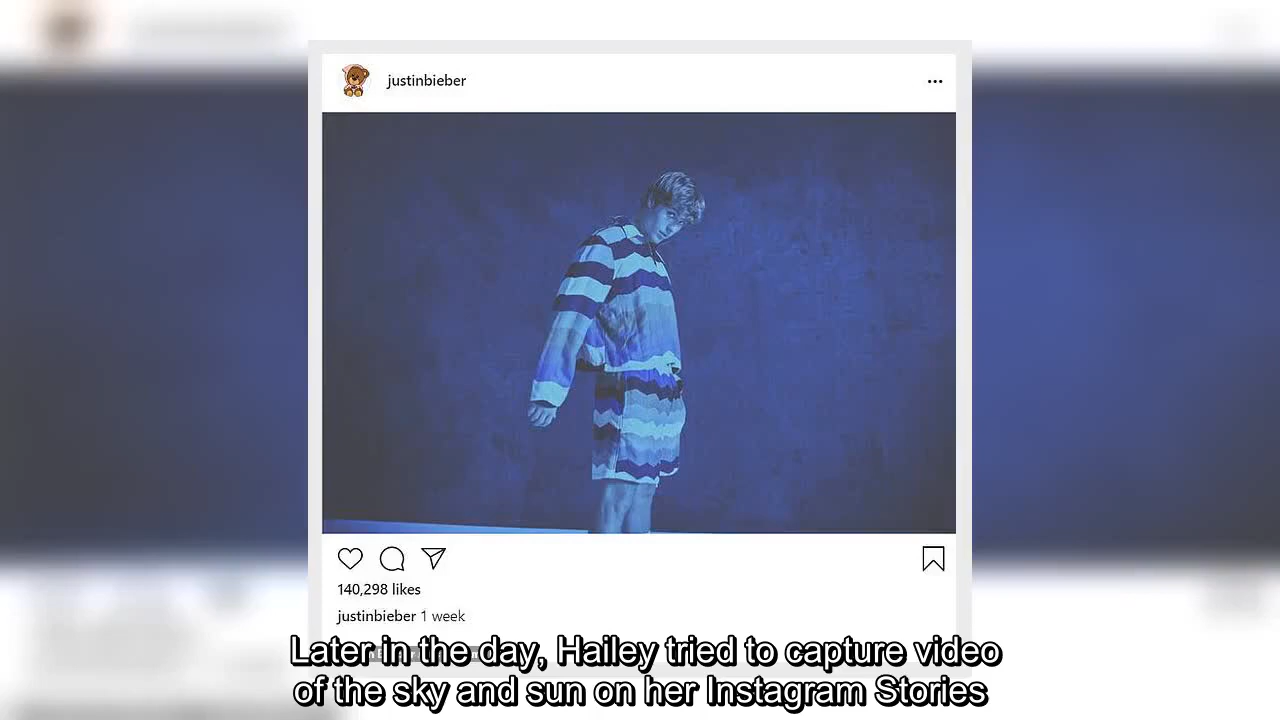 justinbieber
140,298 likes
justinbieber 1 week
Later in the day, Hailey tried to capture video
of the sky and sun on her Instagram Stories